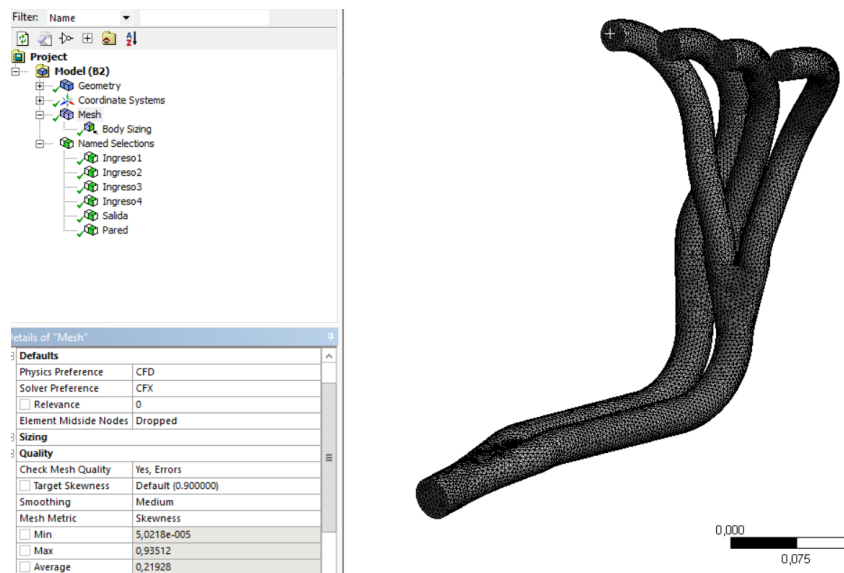 Filter: Name
Project
Model (B2)
Geometry
Coordinate Systems
Mesh
Body Sizing
Named Selections
Ingreso1
Ingreso2
Ingreso3
Ingreso4
Salida
Pared
etails of "Mesh"
Defaults
Physics Preference CFD
Solver Preference CFX
Relevance 0
Element Midside Nodes Dropped
Sizing
Quality
Check Mesh Quality Yes, Errors
Target Skewness Default (0.900000)
Smoothing Medium
Mesh Metric Skewness
Min 5,0218e-005
Max 0,93512
Average 0,21928
0,000
0,075